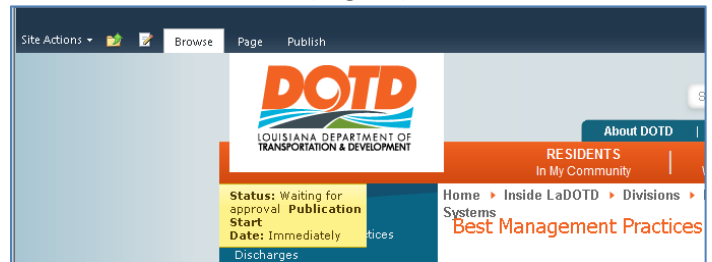 Site Actions Browse Page Publish
DOTD
LOUISIANA DEPARTMENT OF
TRANSPORTATION & DEVELOPMENT
About DOTD |
RESIDENTS
In My Community
Status: Waiting for
approval Publication
Start
Date: Immediately
Discharges
Home Inside LaDOTD Divisions
Systems
Best Management Practices